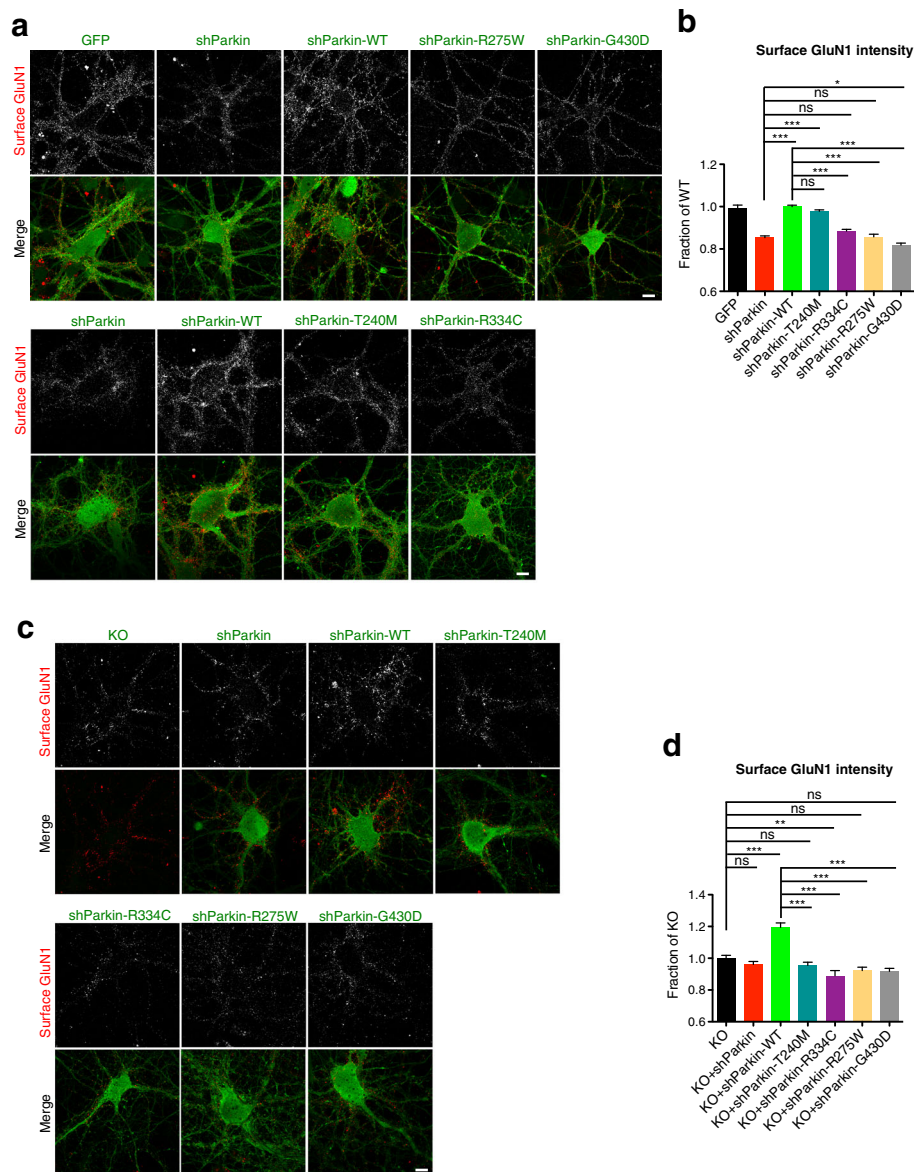 a
GFP shParkin shParkin-WT shParkin-R275W shParkin-G430D
Surface GluN1
Merge
shParkin shParkin-WT shParkin-T240M shParkin-R334C
Surface GluN1
Merge
b
Surface GluN1 intensity
*
ns
ns
***
***
***
***
***
ns
Fraction of WT
1.2
1.0
0.8
0.6
GFP
shParkin
shParkin-WT
shParkin-T240M
shParkin-R334C
shParkin-R275W
shParkin-G430D
c
KO shParkin shParkin-WT shParkin-T240M
Surface GluN1
Merge
shParkin-R334C shParkin-R275W shParkin-G430D
Surface GluN1
Merge
d
Surface GluN1 intensity
ns
ns
**
ns
***
ns
***
***
***
***
Fraction of KO
1.4
1.2
1.0
0.8
0.6
KO
KO+shParkin
KO+shParkin-WT
KO+shParkin-T240M
KO+shParkin-R334C
KO+shParkin-R275W
KO+shParkin-G430D